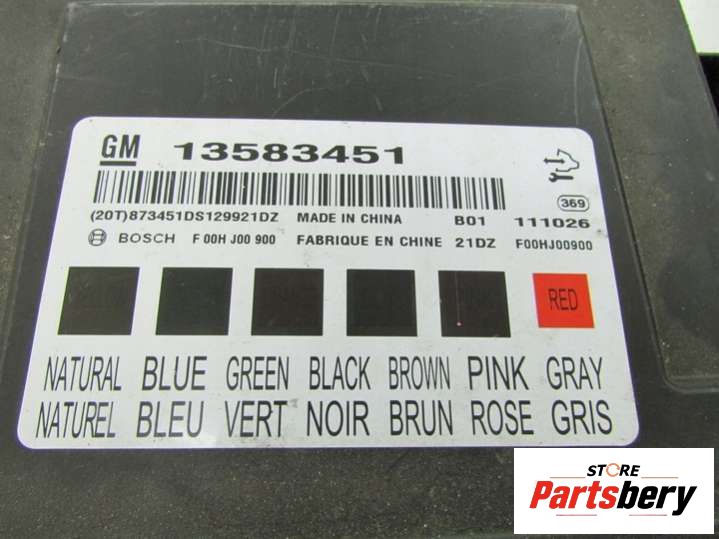 GM 13583451
369
(20T)873451DS129921DZ MADE IN CHINA B01 111026
BOSCH F 00H J00 900 FABRIQUE EN CHINE 21DZ F00HJ00900
RED
NATURAL BLUE GREEN BLACK BROWN PINK GRAY
NATUREL BLEU VERT NOIR BRUN ROSE GRIS
STORE
Partsbery